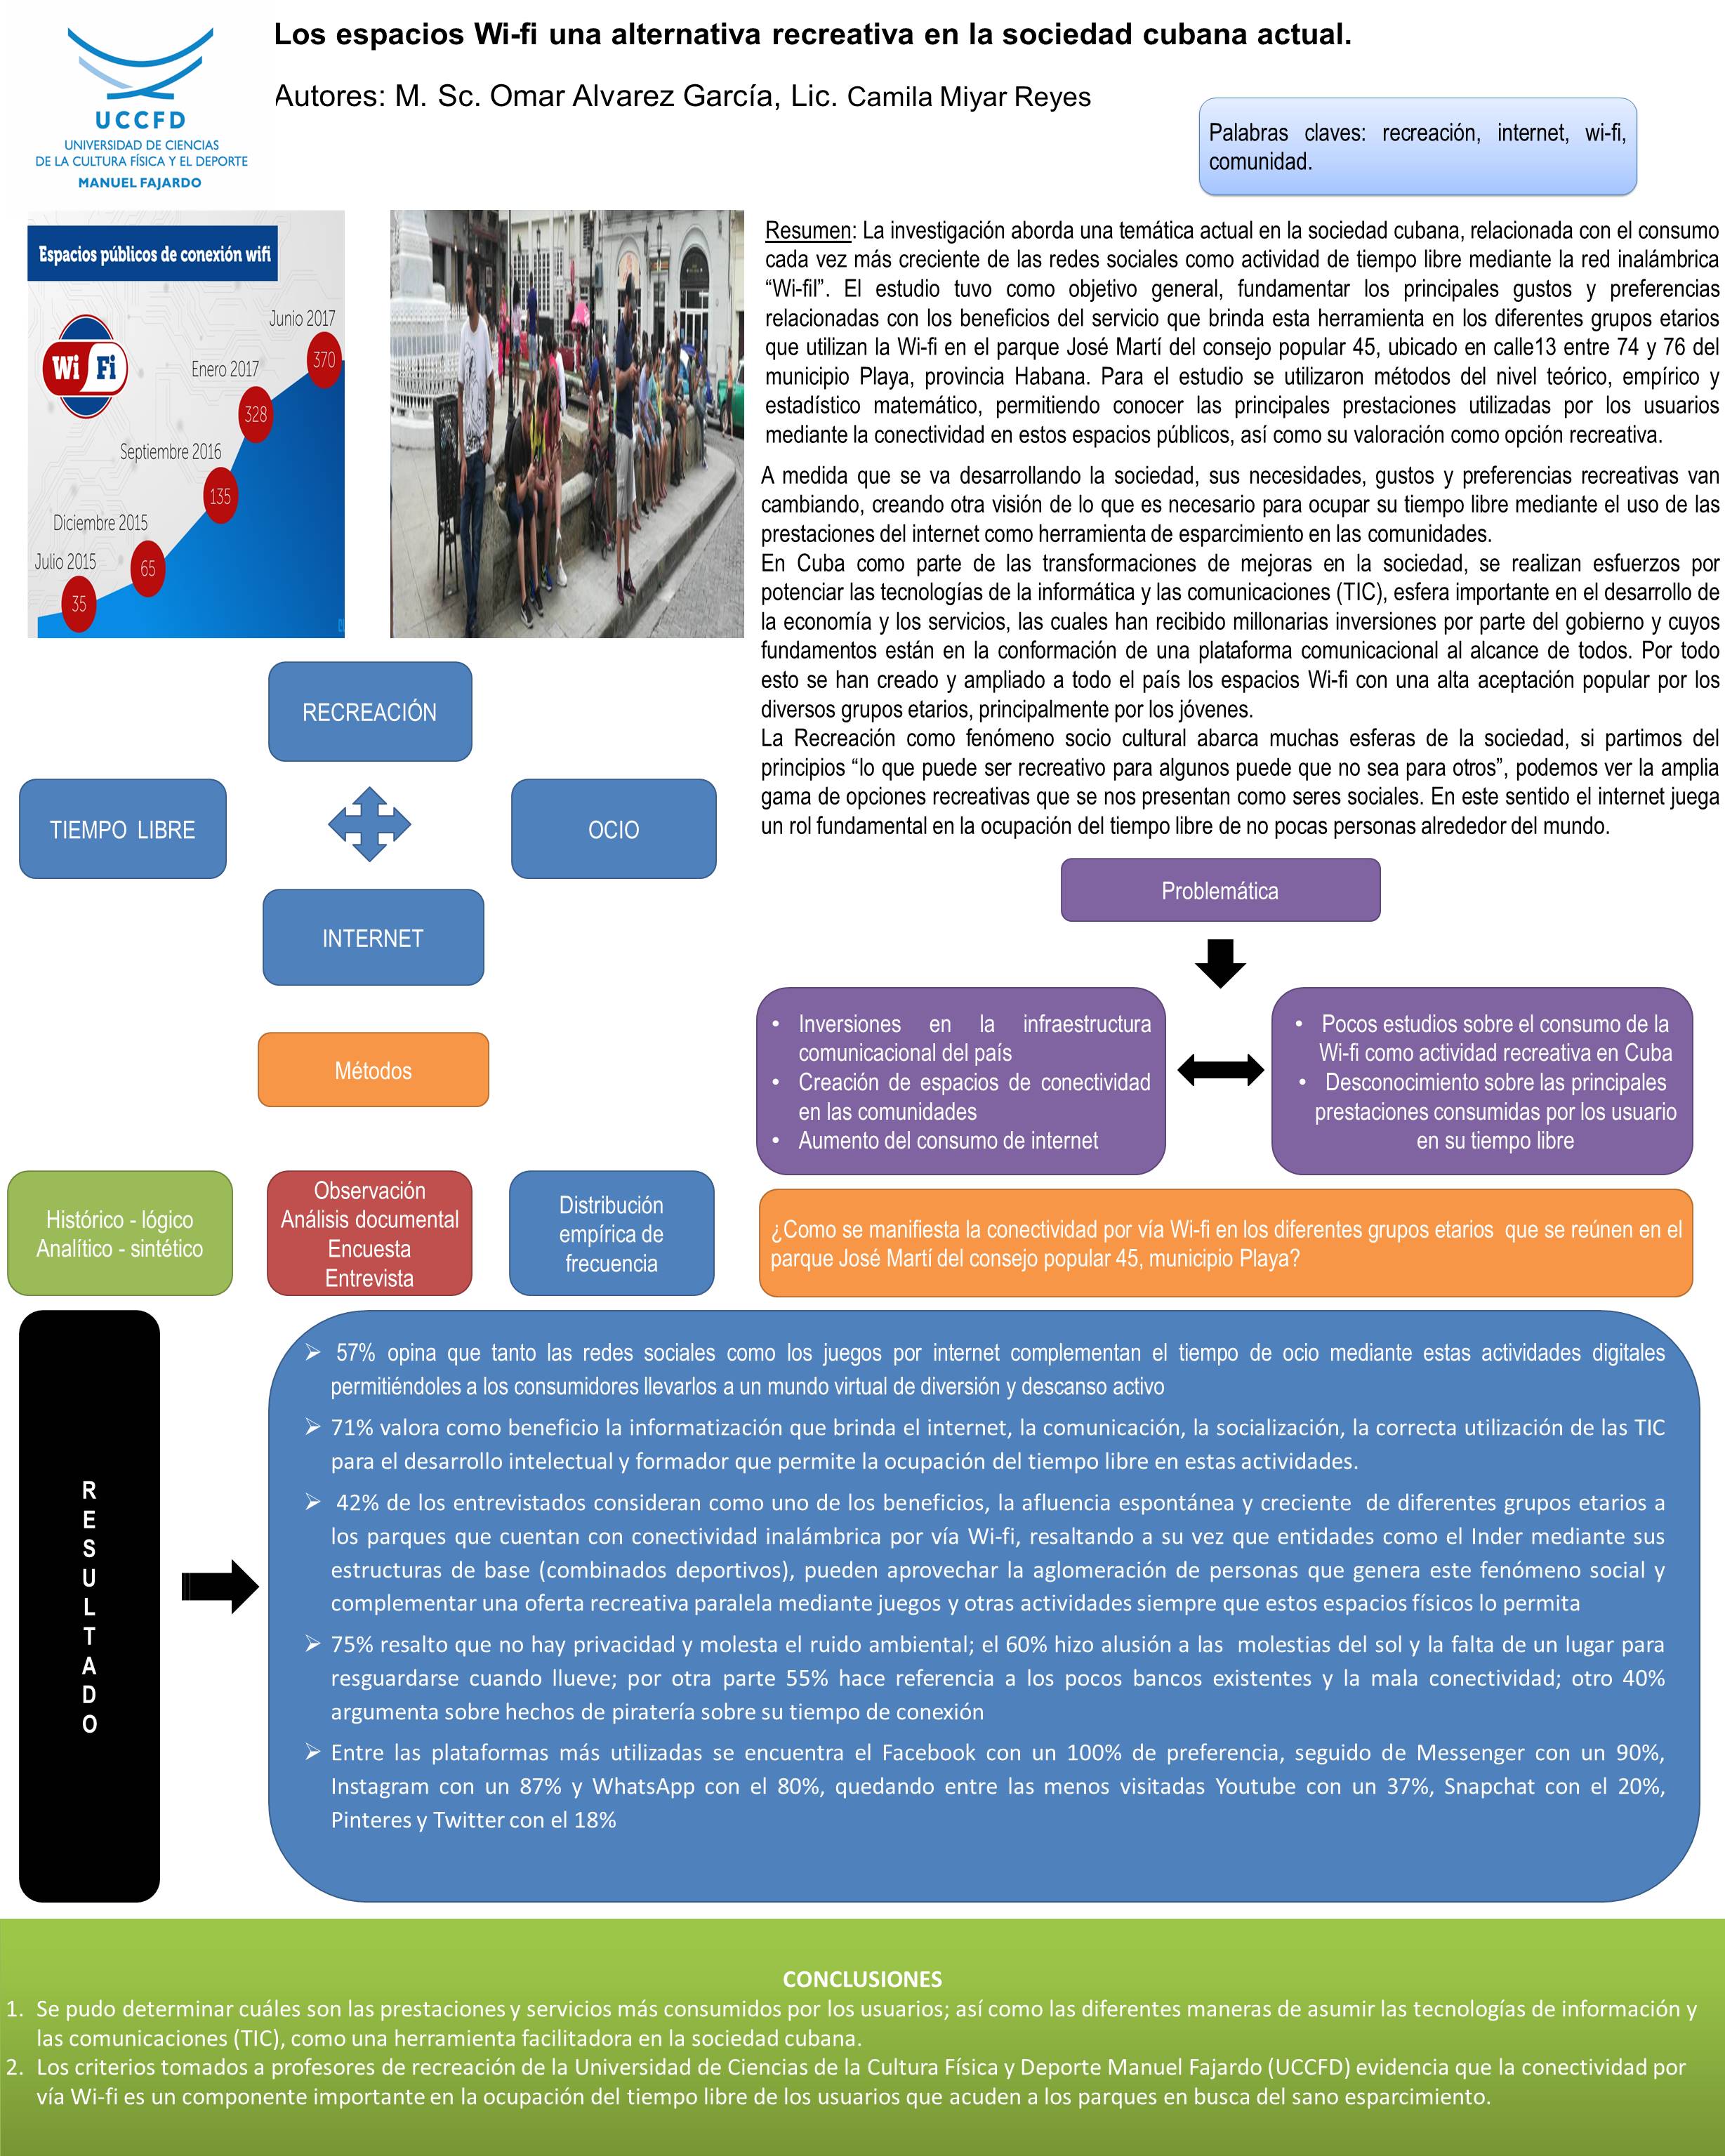 Los espacios Wi-fi una alternativa recreativa en la sociedad cubana actual.
Autores: M. Sc. Omar Alvarez García, Lic. Camila Miyar Reyes
UCCFD
UNIVERSIDAD DE CIENCIAS
DE LA CULTURA FÍSICA Y EL DEPORTE
MANUEL FAJARDO
Palabras claves: recreación, internet, wi-fi,
comunidad.
Espacios públicos de conexión wifi
Wi Fi
Junio 2017
370
Enero 2017
328
Septiembre 2016
135
Diciembre 2015
65
Julio 2015
35
Resumen: La investigación aborda una temática actual en la sociedad cubana, relacionada con el consumo
cada vez más creciente de las redes sociales como actividad de tiempo libre mediante la red inalámbrica
“Wi-fil”. El estudio tuvo como objetivo general, fundamentar los principales gustos y preferencias
relacionadas con los beneficios del servicio que brinda esta herramienta en los diferentes grupos etarios
que utilizan la Wi-fi en el parque José Martí del consejo popular 45, ubicado en calle13 entre 74 y 76 del
municipio Playa, provincia Habana. Para el estudio se utilizaron métodos del nivel teórico, empírico y
estadístico matemático, permitiendo conocer las principales prestaciones utilizadas por los usuarios
mediante la conectividad en estos espacios públicos, así como su valoración como opción recreativa.
A medida que se va desarrollando la sociedad, sus necesidades, gustos y preferencias recreativas van
cambiando, creando otra visión de lo que es necesario para ocupar su tiempo libre mediante el uso de las
prestaciones del internet como herramienta de esparcimiento en las comunidades.
En Cuba como parte de las transformaciones de mejoras en la sociedad, se realizan esfuerzos por
potenciar las tecnologías de la informática y las comunicaciones (TIC), esfera importante en el desarrollo de
la economía y los servicios, las cuales han recibido millonarias inversiones por parte del gobierno y cuyos
fundamentos están en la conformación de una plataforma comunicacional al alcance de todos. Por todo
esto se han creado y ampliado a todo el país los espacios Wi-fi con una alta aceptación popular por los
diversos grupos etarios, principalmente por los jóvenes.
La Recreación como fenómeno socio cultural abarca muchas esferas de la sociedad, si partimos del
principios “lo que puede ser recreativo para algunos puede que no sea para otros”, podemos ver la amplia
gama de opciones recreativas que se nos presentan como seres sociales. En este sentido el internet juega
un rol fundamental en la ocupación del tiempo libre de no pocas personas alrededor del mundo.
RECREACIÓN
TIEMPO LIBRE
OCIO
INTERNET
Problemática
• Inversiones en la infraestructura
comunicacional del país
• Creación de espacios de conectividad
en las comunidades
• Aumento del consumo de internet
• Pocos estudios sobre el consumo de la
Wi-fi como actividad recreativa en Cuba
• Desconocimiento sobre las principales
prestaciones consumidas por los usuario
en su tiempo libre
Métodos
Histórico - lógico
Analítico - sintético
Observación
Análisis documental
Encuesta
Entrevista
Distribución
empírica de
frecuencia
¿Como se manifiesta la conectividad por vía Wi-fi en los diferentes grupos etarios que se reúnen en el
parque José Martí del consejo popular 45, municipio Playa?
R
E
S
U
L
T
A
D
O
➢ 57% opina que tanto las redes sociales como los juegos por internet complementan el tiempo de ocio mediante estas actividades digitales
permitiéndoles a los consumidores llevarlos a un mundo virtual de diversión y descanso activo
➢ 71% valora como beneficio la informatización que brinda el internet, la comunicación, la socialización, la correcta utilización de las TIC
para el desarrollo intelectual y formador que permite la ocupación del tiempo libre en estas actividades.
➢ 42% de los entrevistados consideran como uno de los beneficios, la afluencia espontánea y creciente de diferentes grupos etarios a
los parques que cuentan con conectividad inalámbrica por vía Wi-fi, resaltando a su vez que entidades como el Inder mediante sus
estructuras de base (combinados deportivos), pueden aprovechar la aglomeración de personas que genera este fenómeno social y
complementar una oferta recreativa paralela mediante juegos y otras actividades siempre que estos espacios físicos lo permita
➢ 75% resalto que no hay privacidad y molesta el ruido ambiental; el 60% hizo alusión a las molestias del sol y la falta de un lugar para
resguardarse cuando llueve; por otra parte 55% hace referencia a los pocos bancos existentes y la mala conectividad; otro 40%
argumenta sobre hechos de piratería sobre su tiempo de conexión
➢ Entre las plataformas más utilizadas se encuentra el Facebook con un 100% de preferencia, seguido de Messenger con un 90%,
Instagram con un 87% y WhatsApp con el 80%, quedando entre las menos visitadas Youtube con un 37%, Snapchat con el 20%,
Pinteres y Twitter con el 18%
CONCLUSIONES
1. Se pudo determinar cuáles son las prestaciones y servicios más consumidos por los usuarios; así como las diferentes maneras de asumir las tecnologías de información y
las comunicaciones (TIC), como una herramienta facilitadora en la sociedad cubana.
2. Los criterios tomados a profesores de recreación de la Universidad de Ciencias de la Cultura Física y Deporte Manuel Fajardo (UCCFD) evidencia que la conectividad por
vía Wi-fi es un componente importante en la ocupación del tiempo libre de los usuarios que acuden a los parques en busca del sano esparcimiento.